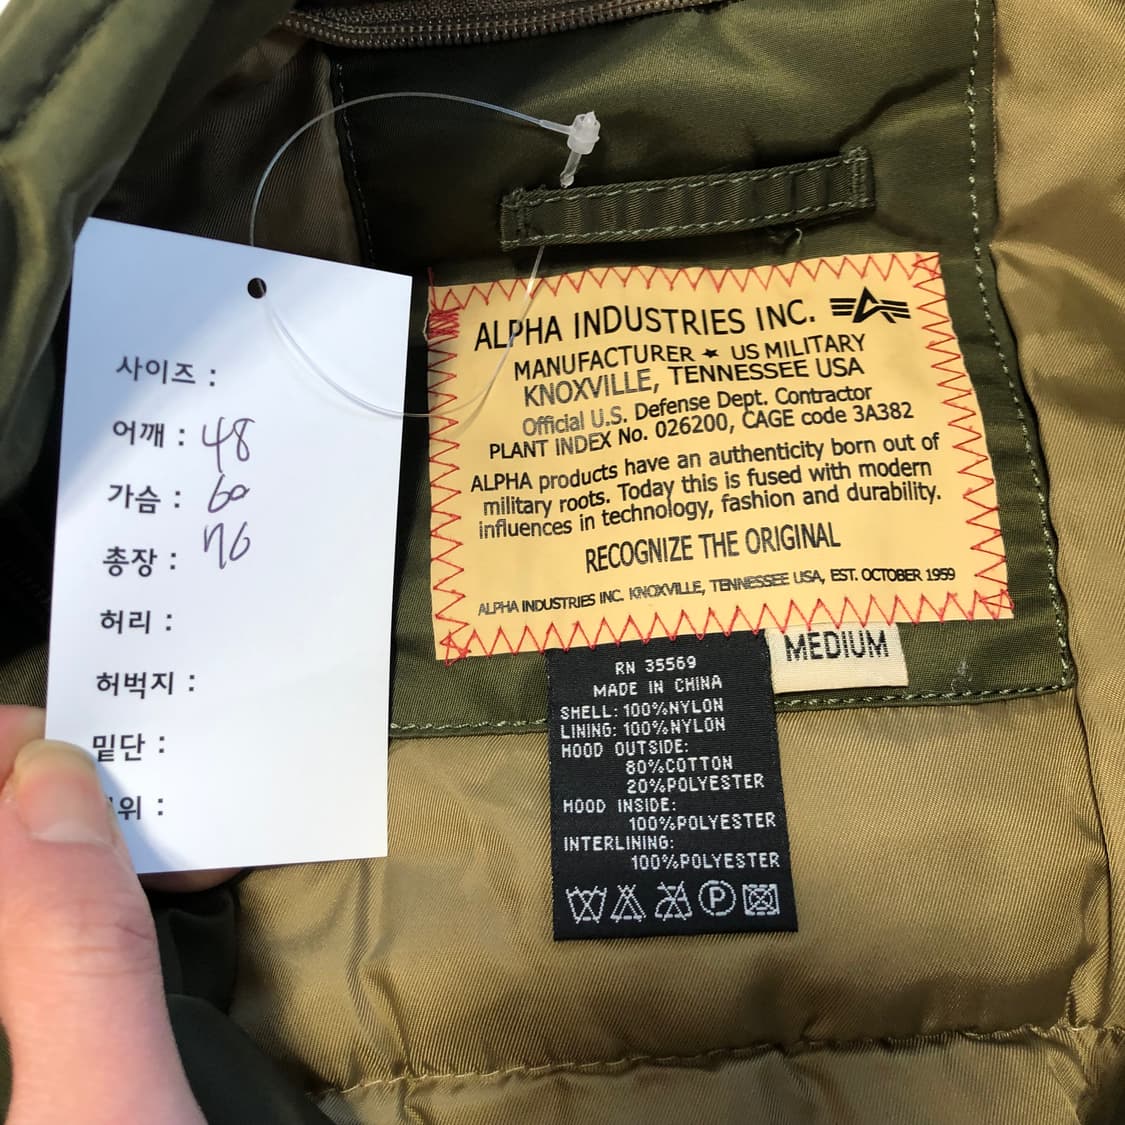 사이즈 :
어깨 : 48
가슴 : 60
총장 : 76
허리 :
허벅지 :
밑단 :
위 :
ALPHA INDUSTRIES INC.
MANUFACTURER ★ US MILITARY
KNOXVILLE, TENNESSEE USA
Official U.S. Defense Dept. Contractor
PLANT INDEX No. 026200, CAGE code 3A382
ALPHA products have an authenticity born out of
military roots. Today this is fused with modern
influences in technology, fashion and durability.
RECOGNIZE THE ORIGINAL
ALPHA INDUSTRIES INC. KNOXVILLE, TENNESSEE USA, EST. OCTOBER 1959
MEDIUM
RN 35569
MADE IN CHINA
SHELL: 100%NYLON
LINING: 100%NYLON
HOOD OUTSIDE:
80%COTTON
20%POLYESTER
HOOD INSIDE:
100%POLYESTER
INTERLINING:
100%POLYESTER
P